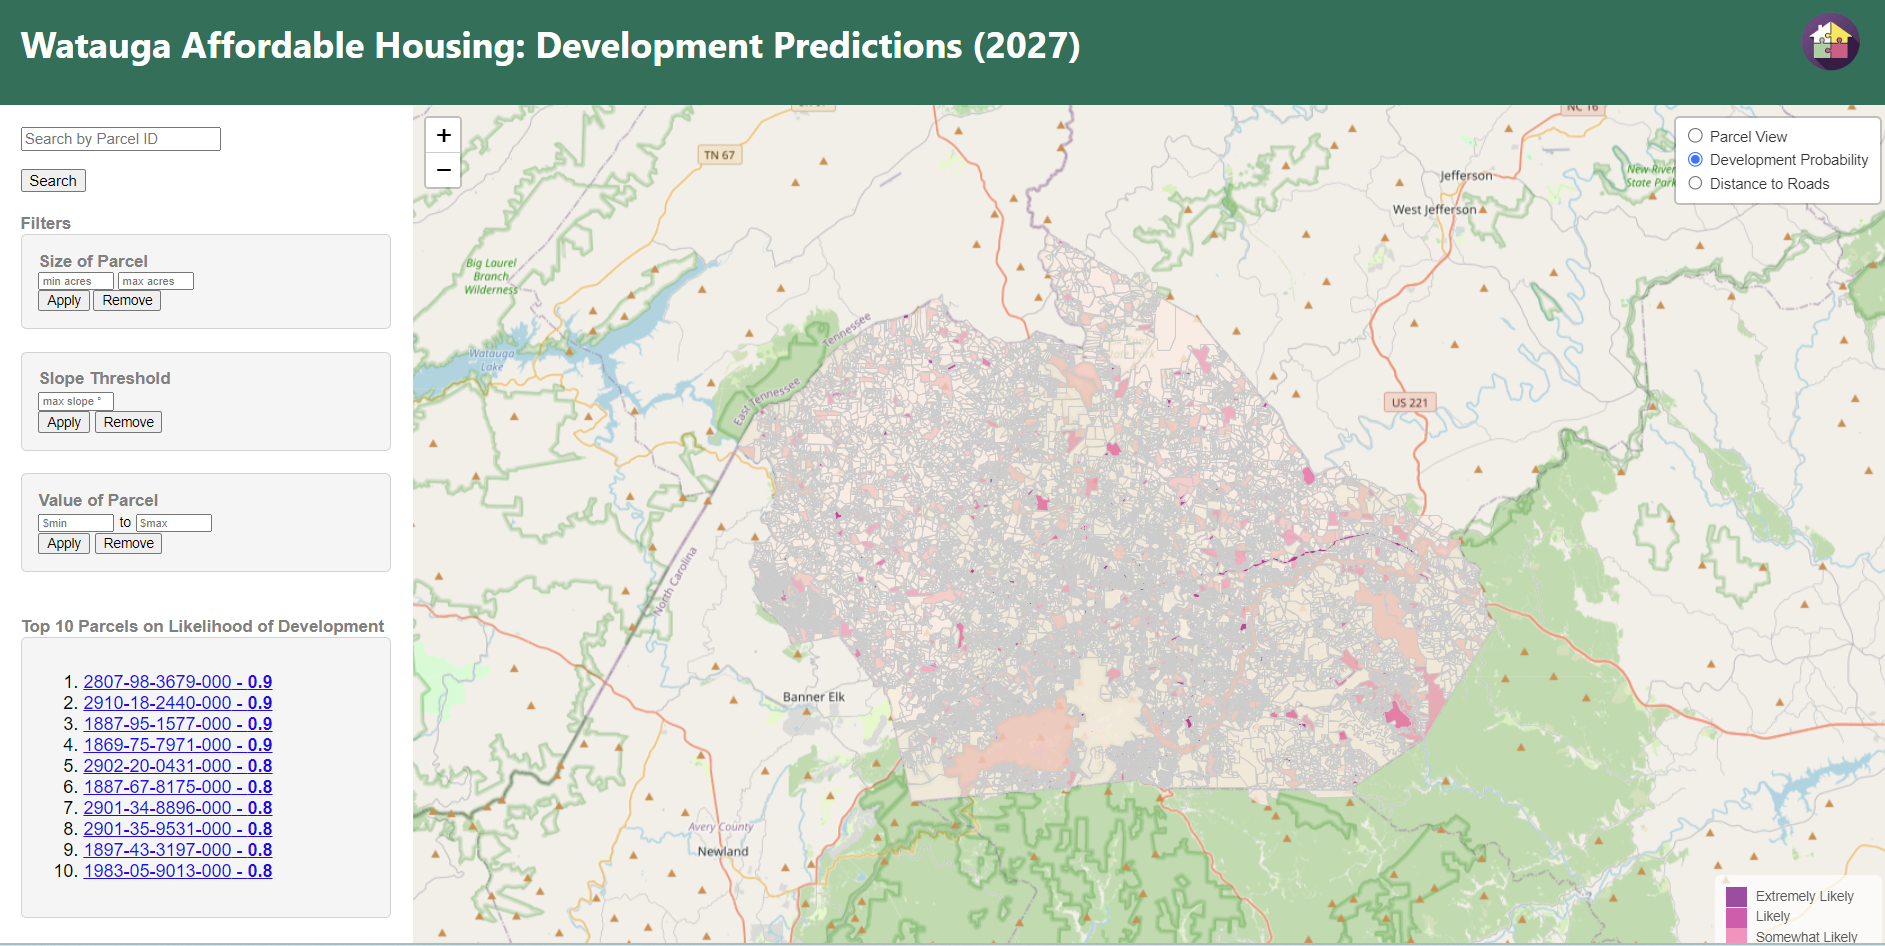 Watauga Affordable Housing: Development Predictions (2027)
Search by Parcel ID
Search
Filters
Size of Parcel
min acres
max acres
Apply
Remove
Slope Threshold
max slope °
Apply
Remove
Value of Parcel
$min
to
$max
Apply
Remove
Top 10 Parcels on Likelihood of Development
1. 2807-98-3679-000 - 0.9
2. 2910-18-2440-000 - 0.9
3. 1887-95-1577-000 - 0.9
4. 1869-75-7971-000 - 0.9
5. 2902-20-0431-000 - 0.8
6. 1887-67-8175-000 - 0.8
7. 2901-34-8896-000 - 0.8
8. 2901-35-9531-000 - 0.8
9. 1897-43-3197-000 - 0.8
10. 1983-05-9013-000 - 0.8
+
−
TN 67
NC 16
Parcel View
Development Probability
Distance to Roads
New River
State Park
Jefferson
West Jefferson
Big Laurel
Branch
Wilderness
Watauga
Lake
Tennessee
East Tennessee
US 221
North Carolina
Banner Elk
Avery County
Newland
Extremely Likely
Likely
Somewhat Likely